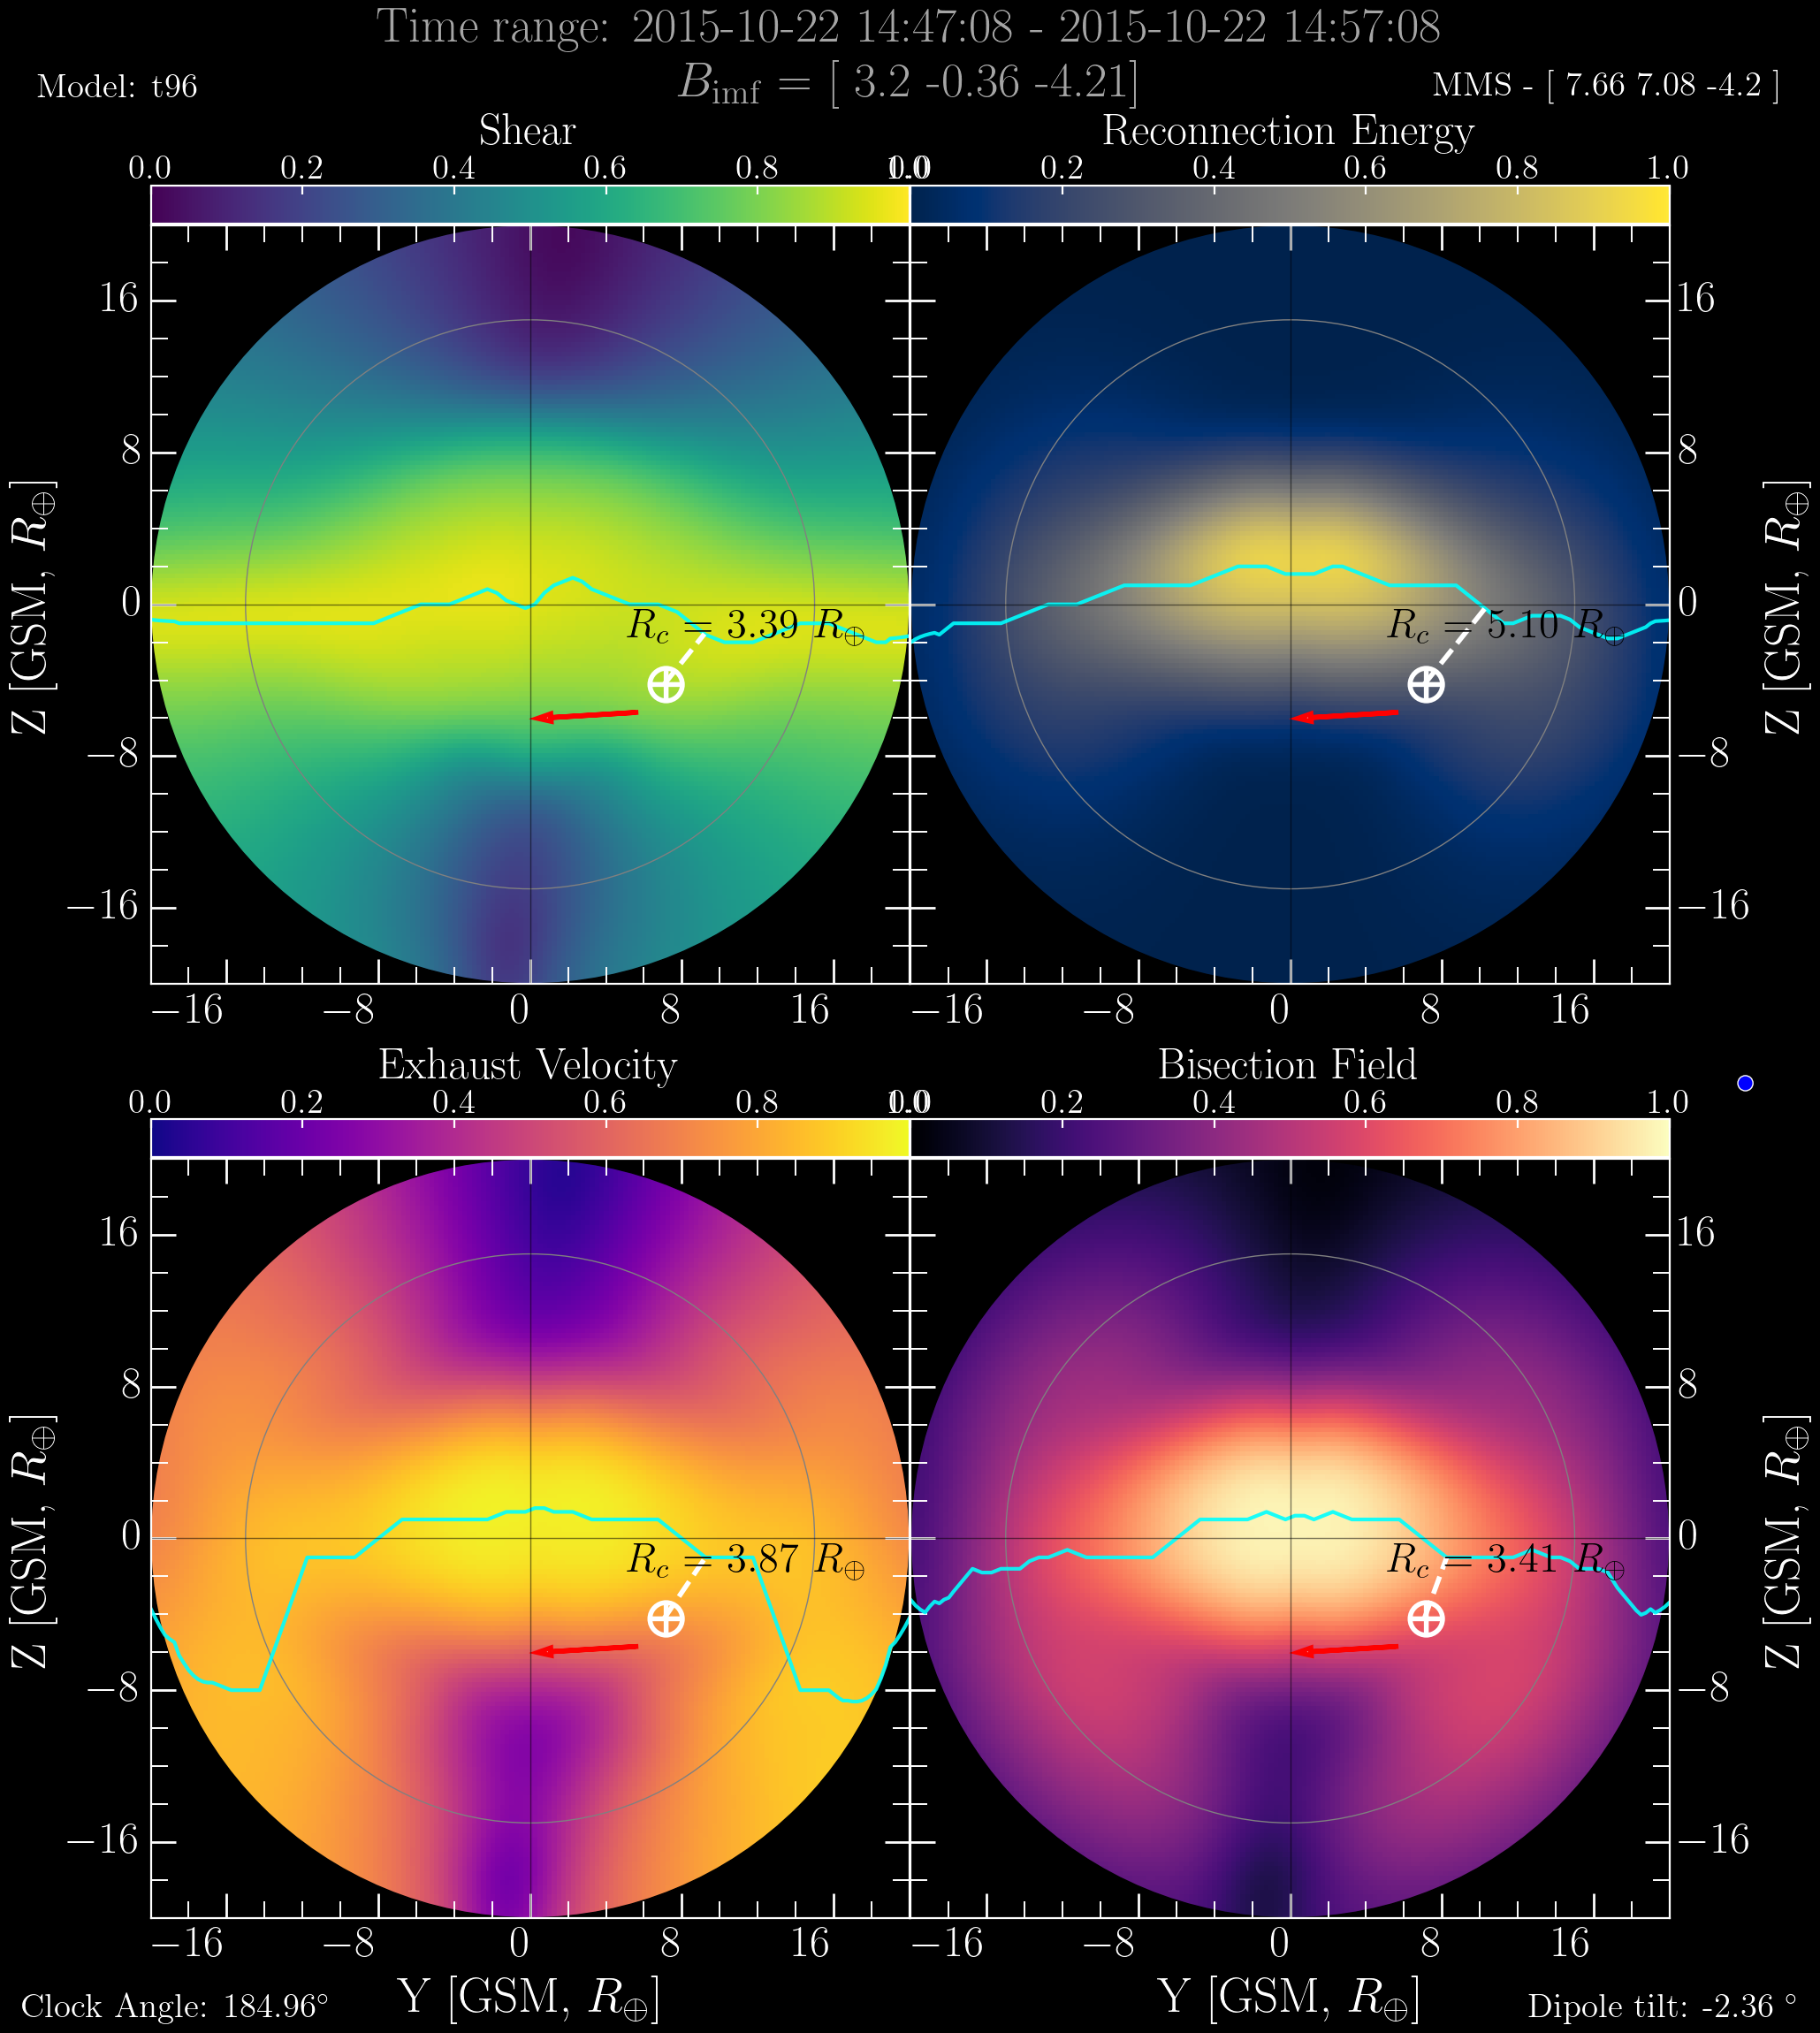 Time range: 2015-10-22 14:47:08 - 2015-10-22 14:57:08
Model: t96
B_imf = [ 3.2 -0.36 -4.21]
MMS - [ 7.66 7.08 -4.2 ]
Shear
Reconnection Energy
0.0 0.2 0.4 0.6 0.8 1.0
0.0 0.2 0.4 0.6 0.8 1.0
16
8
0
−8
−16
Z [GSM, R⊕]
R_c = 3.39 R⊕
R_c = 5.10 R⊕
16
8
0
−8
−16
Z [GSM, R⊕]
−16 −8 0 8 16
−16 −8 0 8 16
Exhaust Velocity
Bisection Field
0.0 0.2 0.4 0.6 0.8 1.0
0.0 0.2 0.4 0.6 0.8 1.0
16
8
0
−8
−16
Z [GSM, R⊕]
R_c = 3.87 R⊕
R_c = 3.41 R⊕
16
8
0
−8
−16
Z [GSM, R⊕]
−16 −8 0 8 16
−16 −8 0 8 16
Y [GSM, R⊕]
Y [GSM, R⊕]
Clock Angle: 184.96°
Dipole tilt: -2.36 °